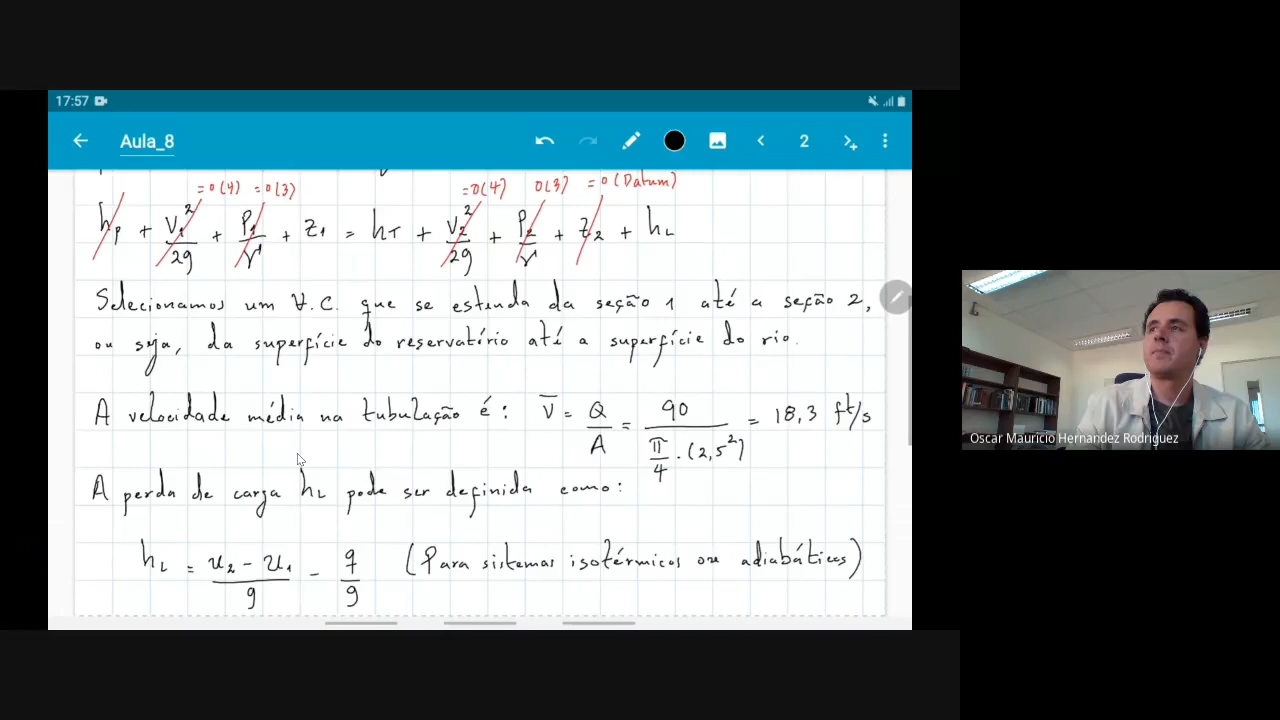 17:57
Aula_8
2
=0(4) =0(3) =0(4) 0(3) =0 (Datum)
hp + V1²/2g + P1/γ + z1 = hT + V2²/2g + P2/γ + z2 + hL
Selecionamos um V.C. que se estenda da seção 1 até a seção 2,
ou seja, da superfície do reservatório até a superfície do rio.
A velocidade média na tubulação é: V̅ = Q/A = 90/(π/4 · (2,5²)) = 18,3 ft/s
A perda de carga hL pode ser definida como:
hL = (u2 - u1)/g - q/g (Para sistemas isotérmicos ou adiabáticos)
Oscar Mauricio Hernandez Rodriguez